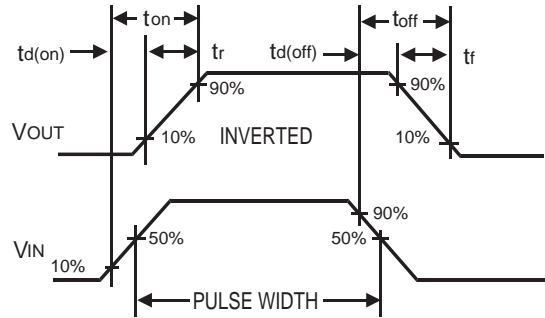 ton toff
td(on) tr td(off) tf
90% 90%
VOUT 10% INVERTED 10%
90%
50% 50%
VIN
10%
PULSE WIDTH